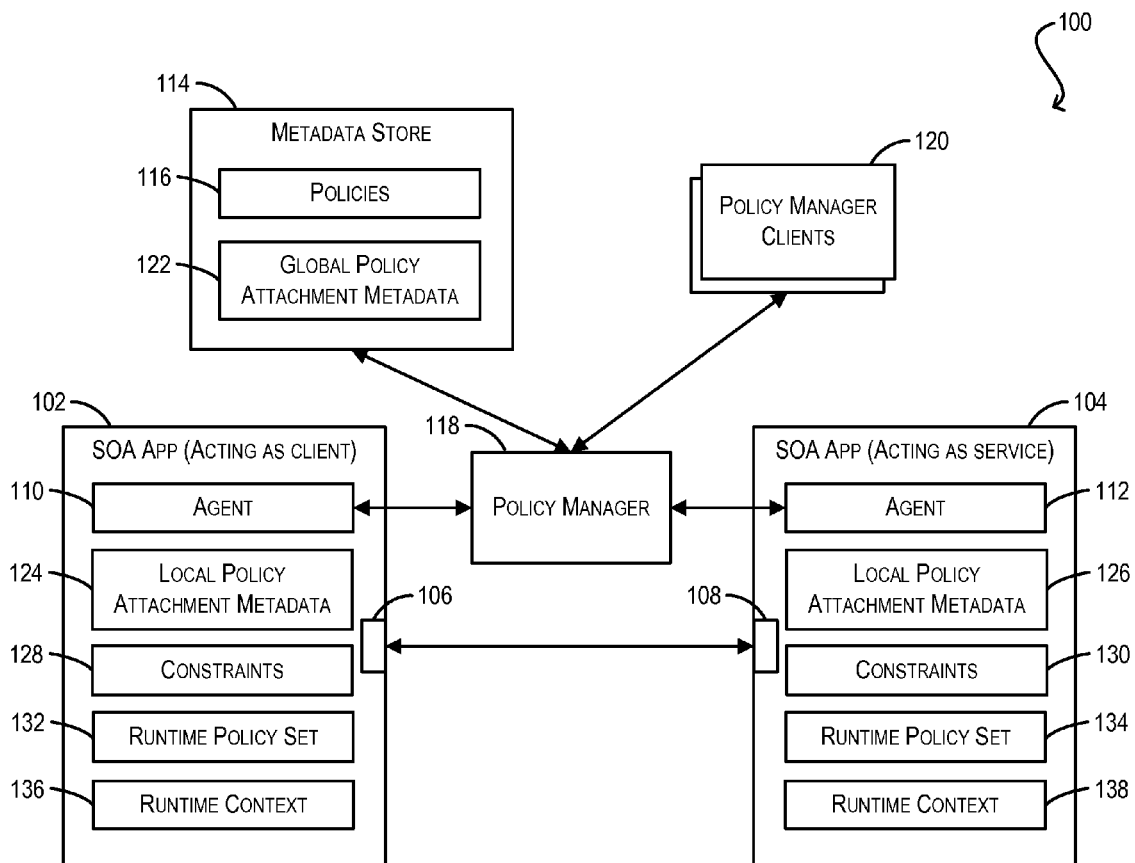 100
114
METADATA STORE
116
POLICIES
122
GLOBAL POLICY
ATTACHMENT METADATA
120
POLICY MANAGER
CLIENTS
102
SOA APP (ACTING AS CLIENT)
110
AGENT
124
LOCAL POLICY
ATTACHMENT METADATA
106
128
CONSTRAINTS
132
RUNTIME POLICY SET
136
RUNTIME CONTEXT
118
POLICY MANAGER
104
SOA APP (ACTING AS SERVICE)
AGENT
112
LOCAL POLICY
ATTACHMENT METADATA
126
108
CONSTRAINTS
130
RUNTIME POLICY SET
134
RUNTIME CONTEXT
138